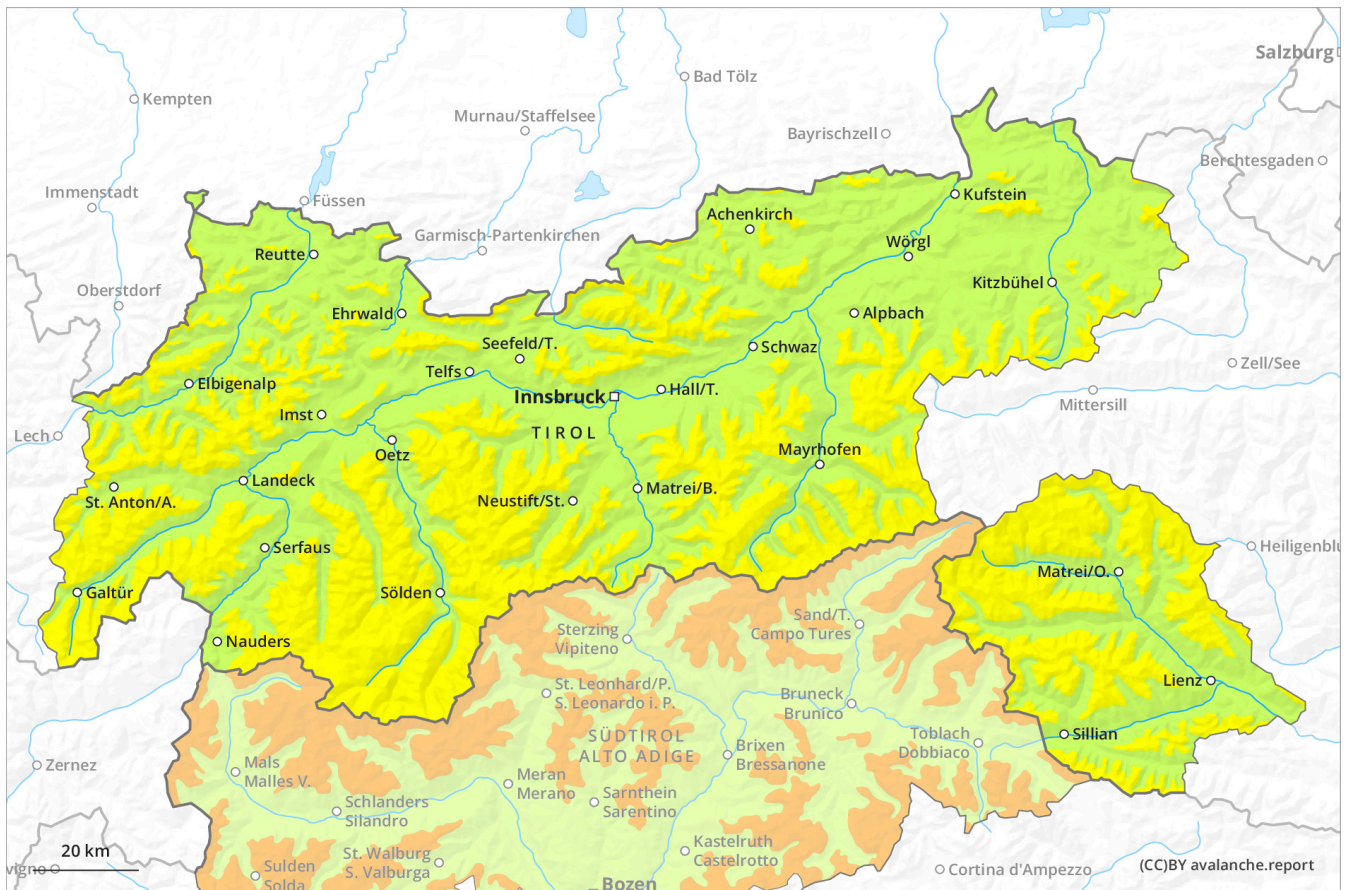 Salzburg
Bad Tölz
Kempten
Murnau/Staffelsee
Bayrischzell
Berchtesgaden
Immenstadt
Füssen
Kufstein
Achenkirch
Garmisch-Partenkirchen
Wörgl
Reutte
Kitzbühel
Oberstdorf
Ehrwald
Alpbach
Seefeld/T.
Schwaz
Zell/See
Telfs
Elbigenalp
Hall/T.
Innsbruck
Mittersill
Imst
TIROL
Lech
Oetz
Mayrhofen
Landeck
Matrei/B.
St. Anton/A.
Neustift/St.
Serfaus
Heiligenblu
Matrei/O.
Galtür
Sölden
Sand/T.
Campo Tures
Sterzing
Vipiteno
Nauders
Lienz
St. Leonhard/P.
S. Leonardo i. P.
Bruneck
Brunico
Sillian
SÜDTIROL
ALTO ADIGE
Toblach
Dobbiaco
Brixen
Bressanone
Zernez
Mals
Malles V.
Meran
Merano
Sarnthein
Sarentino
Schlanders
Silandro
Kastelruth
Castelrotto
20 km
St. Walburg
S. Valburga
vigno
Sulden
Solda
Cortina d'Ampezzo
(CC)BY avalanche.report
Bozen